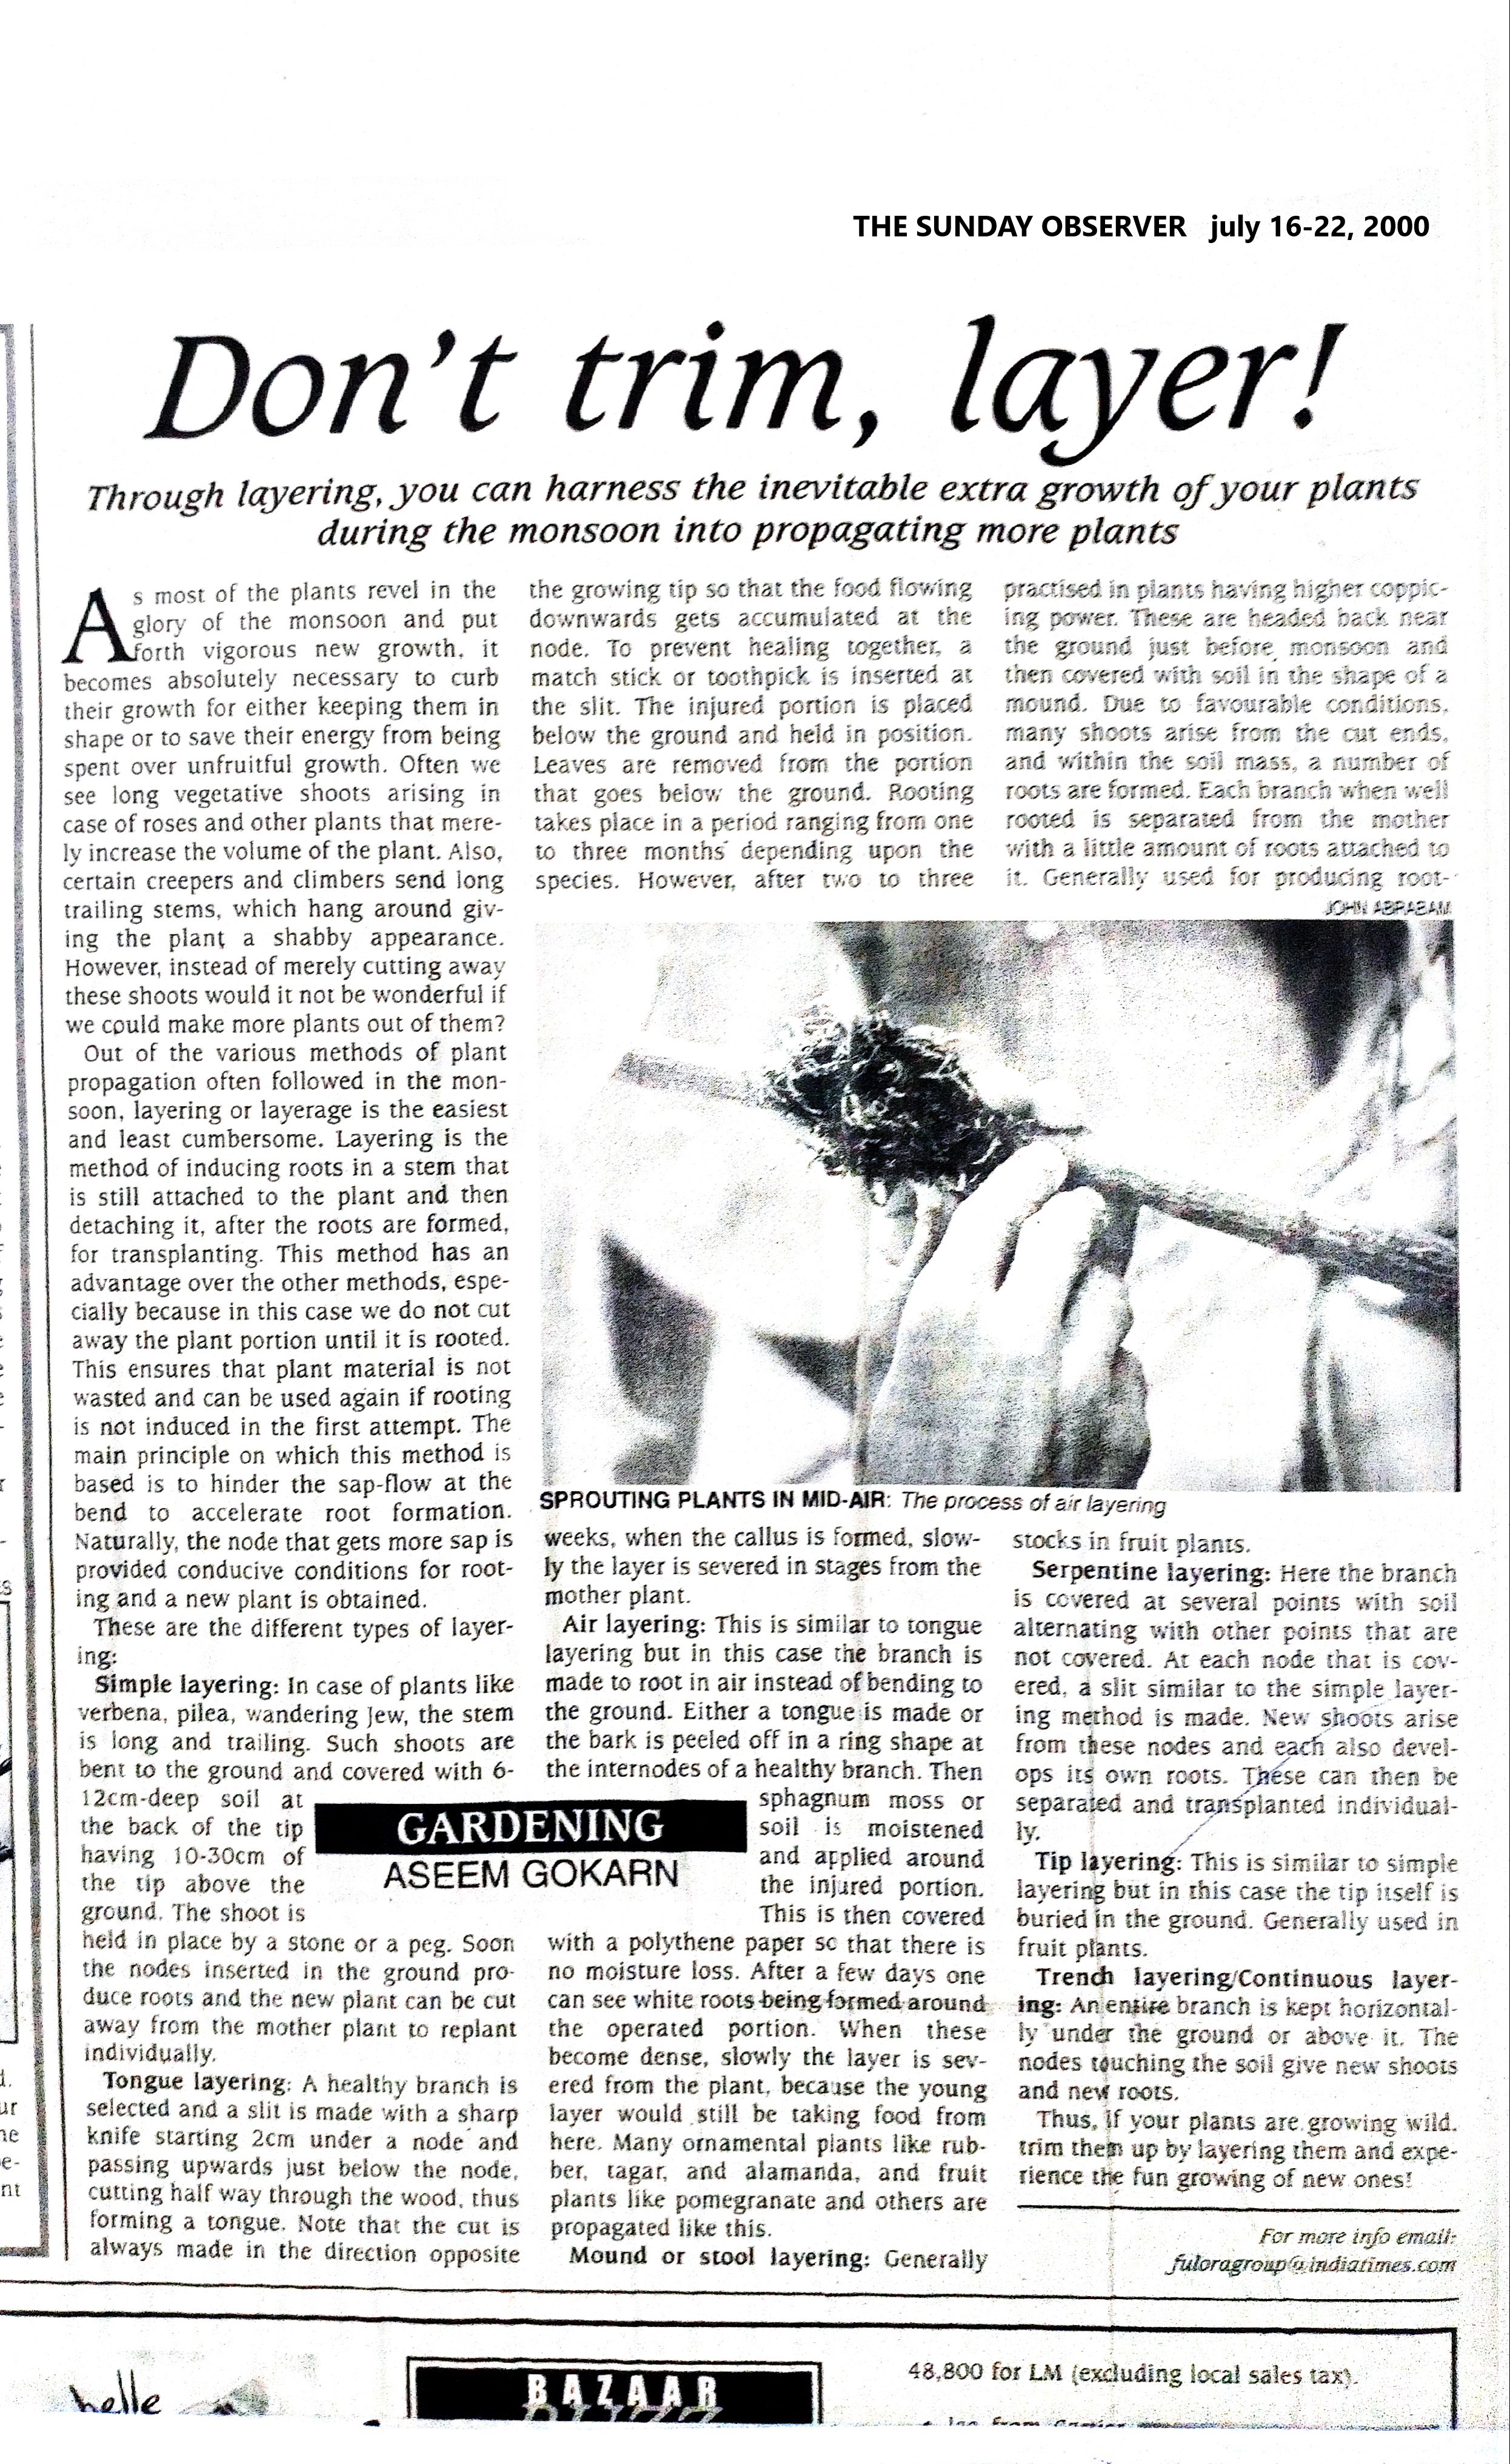 THE SUNDAY OBSERVER july 16-22, 2000
Don't trim, layer!
Through layering, you can harness the inevitable extra growth of your plants
during the monsoon into propagating more plants
As most of the plants revel in the
glory of the monsoon and put
forth vigorous new growth, it
becomes absolutely necessary to curb
their growth for either keeping them in
shape or to save their energy from being
spent over unfruitful growth. Often we
see long vegetative shoots arising in
case of roses and other plants that mere-
ly increase the volume of the plant. Also,
certain creepers and climbers send long
trailing stems, which hang around giv-
ing the plant a shabby appearance.
However, instead of merely cutting away
these shoots would it not be wonderful if
we could make more plants out of them?
Out of the various methods of plant
propagation often followed in the mon-
soon, layering or layerage is the easiest
and least cumbersome. Layering is the
method of inducing roots in a stem that
is still attached to the plant and then
detaching it, after the roots are formed,
for transplanting. This method has an
advantage over the other methods, espe-
cially because in this case we do not cut
away the plant portion until it is rooted.
This ensures that plant material is not
wasted and can be used again if rooting
is not induced in the first attempt. The
main principle on which this method is
based is to hinder the sap-flow at the
bend to accelerate root formation.
Naturally, the node that gets more sap is
provided conducive conditions for root-
ing and a new plant is obtained.
These are the different types of layer-
ing:
Simple layering: In case of plants like
verbena, pilea, wandering Jew, the stem
is long and trailing. Such shoots are
bent to the ground and covered with 6-
12cm-deep soil at
the back of the tip
having 10-30cm of
the tip above the
ground. The shoot is
held in place by a stone or a peg. Soon
the nodes inserted in the ground pro-
duce roots and the new plant can be cut
away from the mother plant to replant
individually.
Tongue layering: A healthy branch is
selected and a slit is made with a sharp
knife starting 2cm under a node and
passing upwards just below the node,
cutting half way through the wood, thus
forming a tongue. Note that the cut is
always made in the direction opposite
the growing tip so that the food flowing
downwards gets accumulated at the
node. To prevent healing together, a
match stick or toothpick is inserted at
the slit. The injured portion is placed
below the ground and held in position.
Leaves are removed from the portion
that goes below the ground. Rooting
takes place in a period ranging from one
to three months depending upon the
species. However, after two to three
weeks, when the callus is formed, slow-
ly the layer is severed in stages from the
mother plant.
Air layering: This is similar to tongue
layering but in this case the branch is
made to root in air instead of bending to
the ground. Either a tongue is made or
the bark is peeled off in a ring shape at
the internodes of a healthy branch. Then
sphagnum moss or
soil is moistened
and applied around
the injured portion.
This is then covered
with a polythene paper so that there is
no moisture loss. After a few days one
can see white roots being formed around
the operated portion. When these
become dense, slowly the layer is sev-
ered from the plant, because the young
layer would still be taking food from
here. Many ornamental plants like rub-
ber, tagar, and alamanda, and fruit
plants like pomegranate and others are
propagated like this.
Mound or stool layering: Generally
practised in plants having higher coppic-
ing power. These are headed back near
the ground just before monsoon and
then covered with soil in the shape of a
mound. Due to favourable conditions,
many shoots arise from the cut ends,
and within the soil mass, a number of
roots are formed. Each branch when well
rooted is separated from the mother
with a little amount of roots attached to
it. Generally used for producing root-
JOHN ABRAHAM
SPROUTING PLANTS IN MID-AIR: The process of air layering
stocks in fruit plants.
Serpentine layering: Here the branch
is covered at several points with soil
alternating with other points that are
not covered. At each node that is cov-
ered, a slit similar to the simple layer-
ing method is made. New shoots arise
from these nodes and each also devel-
ops its own roots. These can then be
separated and transplanted individual-
ly.
Tip layering: This is similar to simple
layering but in this case the tip itself is
buried in the ground. Generally used in
fruit plants.
Trench layering/Continuous layer-
ing: An entire branch is kept horizontal-
ly under the ground or above it. The
nodes touching the soil give new shoots
and new roots.
Thus, if your plants are growing wild,
trim them up by layering them and expe-
rience the fun growing of new ones!
For more info email:
fuloragroup@indiatimes.com
GARDENING
ASEEM GOKARN
helle
BAZAAR
48,800 for LM (excluding local sales tax).